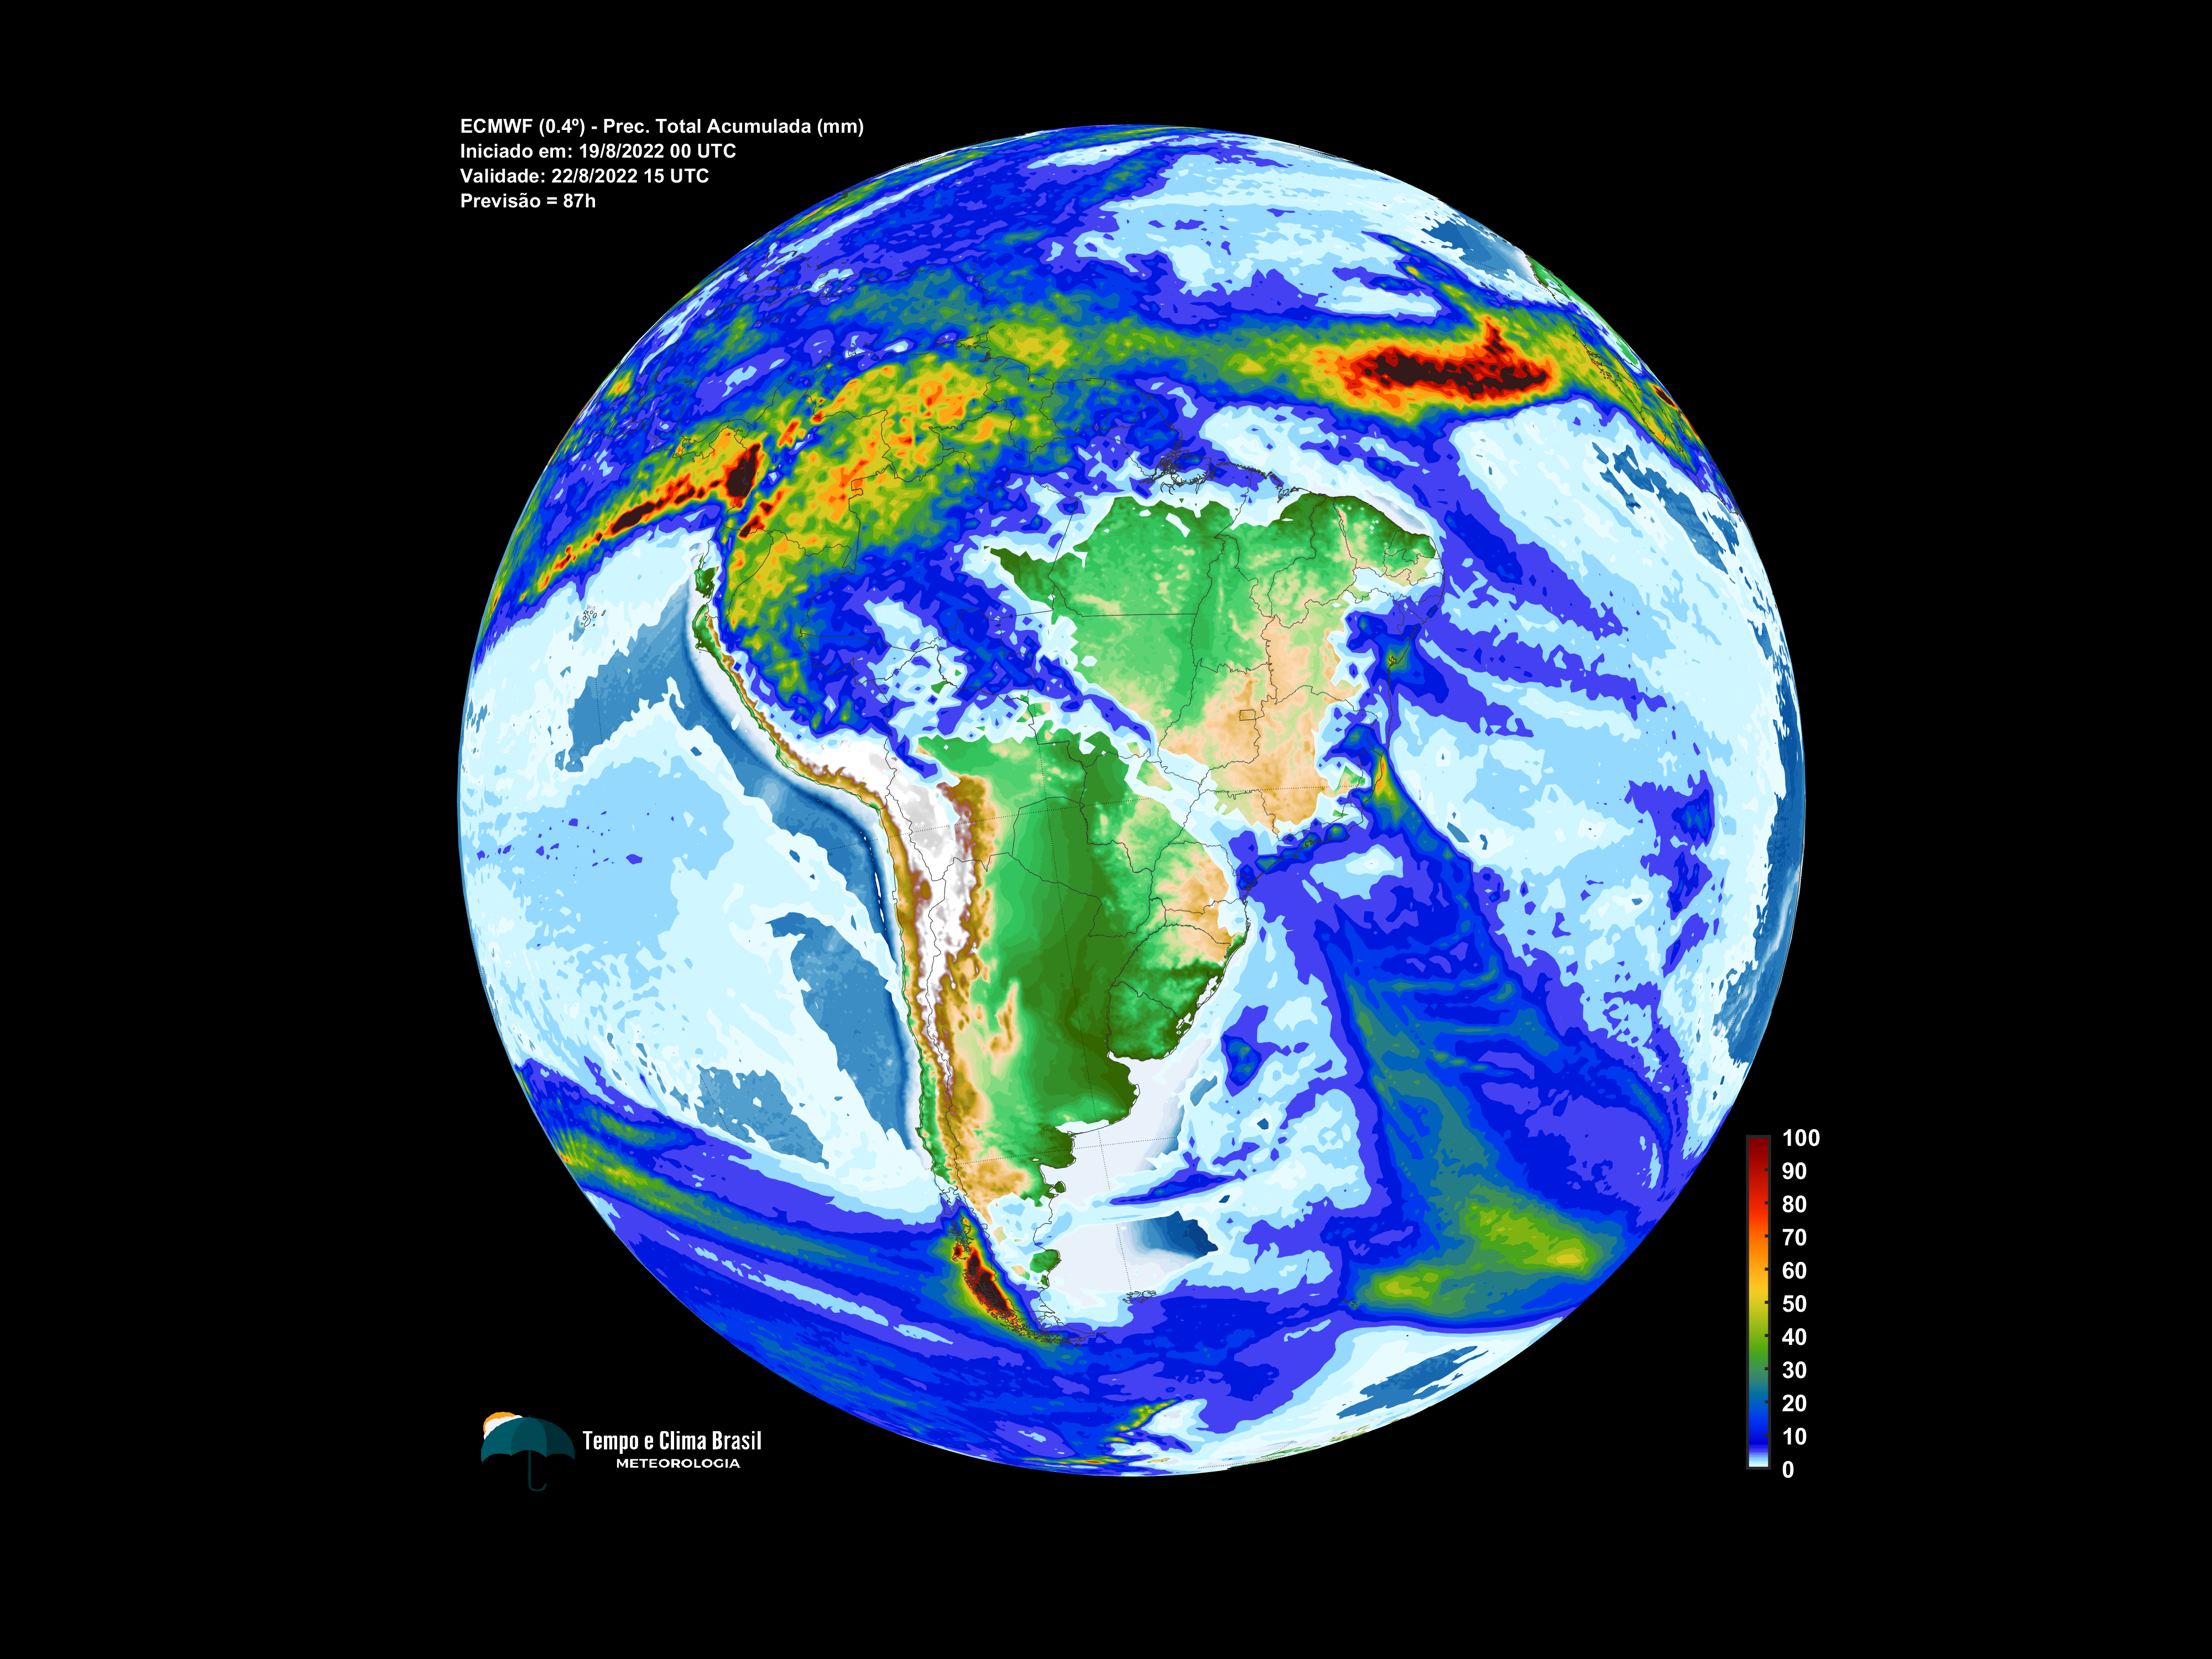 ECMWF (0.4º) - Prec. Total Acumulada (mm)
Iniciado em: 19/8/2022 00 UTC
Validade: 22/8/2022 15 UTC
Previsão = 87h
100
90
80
70
60
50
40
30
20
10
0
Tempo e Clima Brasil
METEOROLOGIA